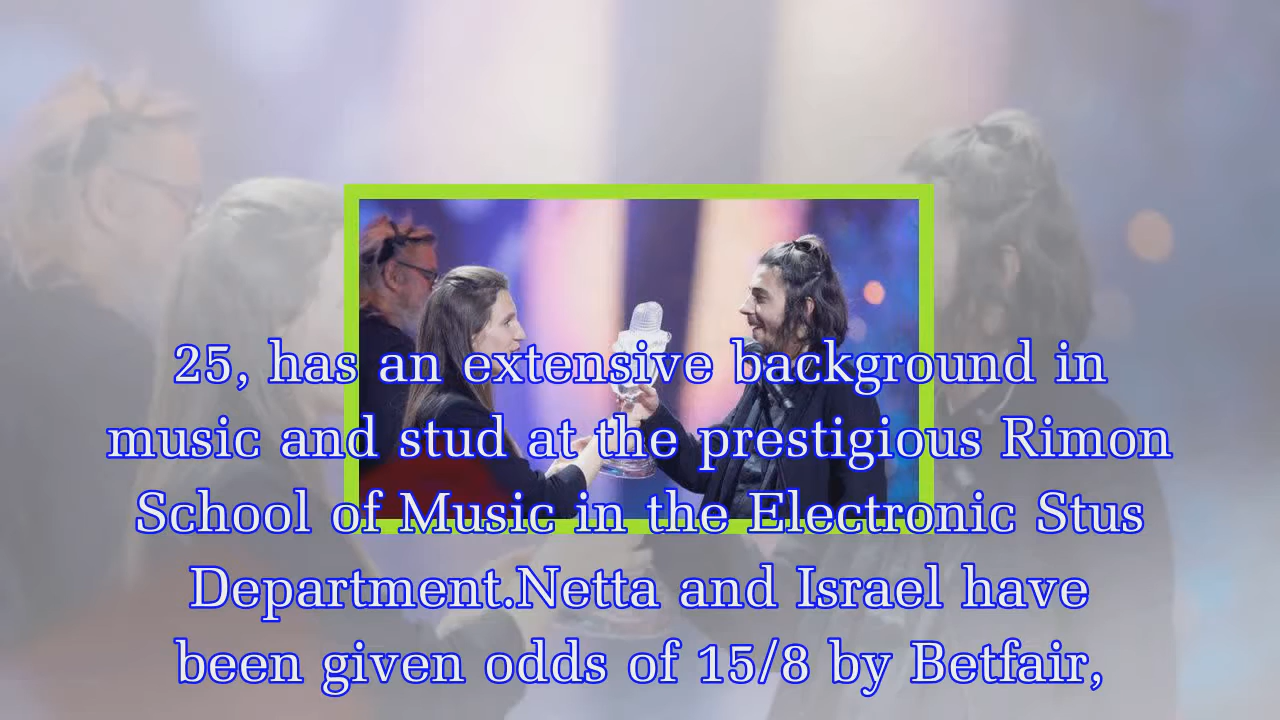 25, has an extensive background in
music and stud at the prestigious Rimon
School of Music in the Electronic Stus
Department.Netta and Israel have
been given odds of 15/8 by Betfair,